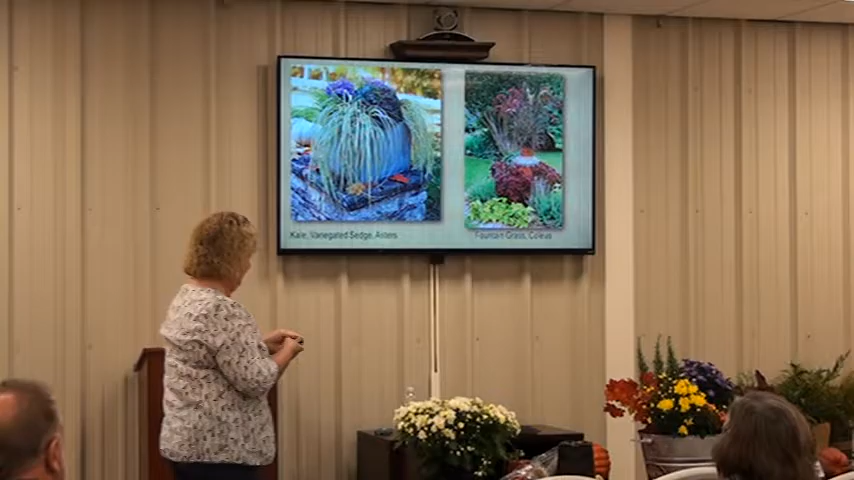 Kale, Variegated Sedge, Asters
Fountain Grass, Coleus